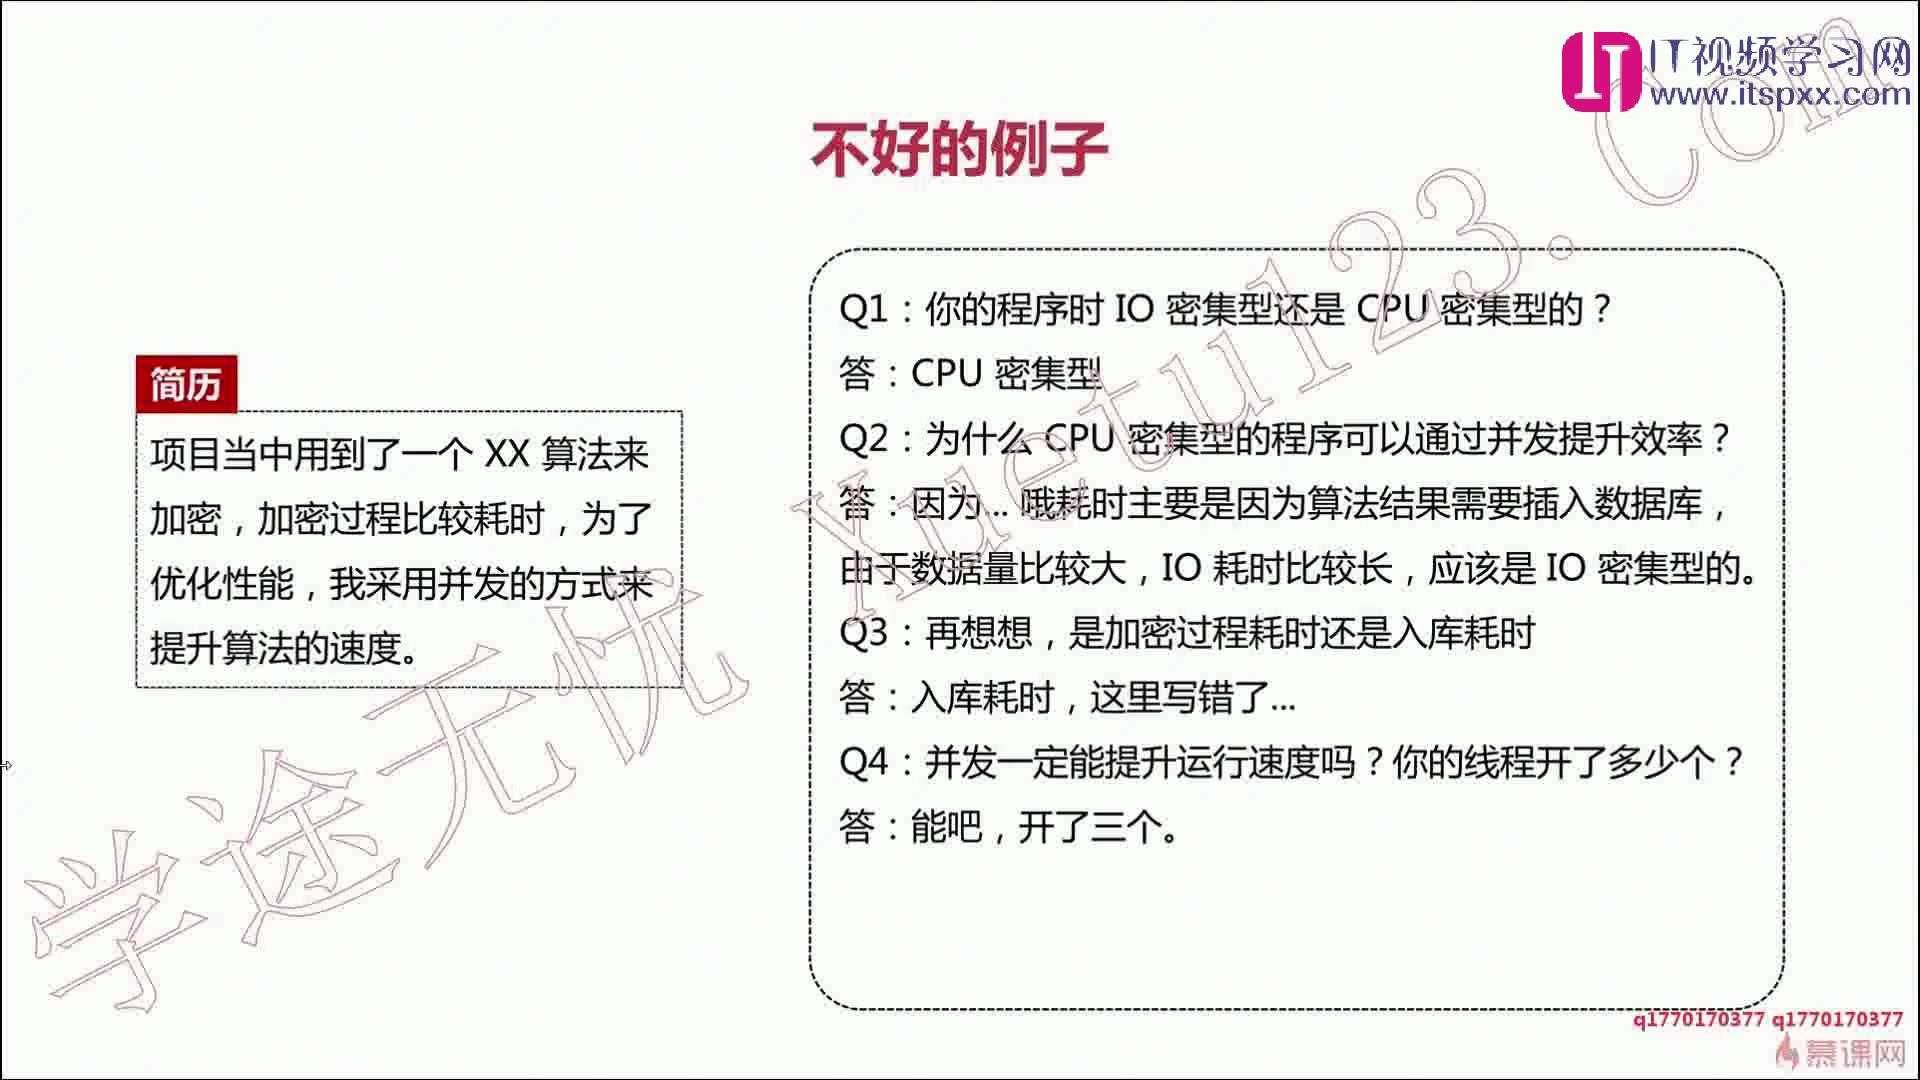 IT视频学习网
www.itspxx.com
不好的例子
简历
项目当中用到了一个 XX 算法来
加密，加密过程比较耗时，为了
优化性能，我采用并发的方式来
提升算法的速度。
Q1：你的程序时 IO 密集型还是 CPU 密集型的？
答：CPU 密集型
Q2：为什么 CPU 密集型的程序可以通过并发提升效率？
答：因为... 哦耗时主要是因为算法结果需要插入数据库，
由于数据量比较大，IO 耗时比较长，应该是 IO 密集型的。
Q3：再想想，是加密过程耗时还是入库耗时
答：入库耗时，这里写错了...
Q4：并发一定能提升运行速度吗？你的线程开了多少个？
答：能吧，开了三个。
学途无忧 Xuetu123.Com
q1770170377 q1770170377
慕课网